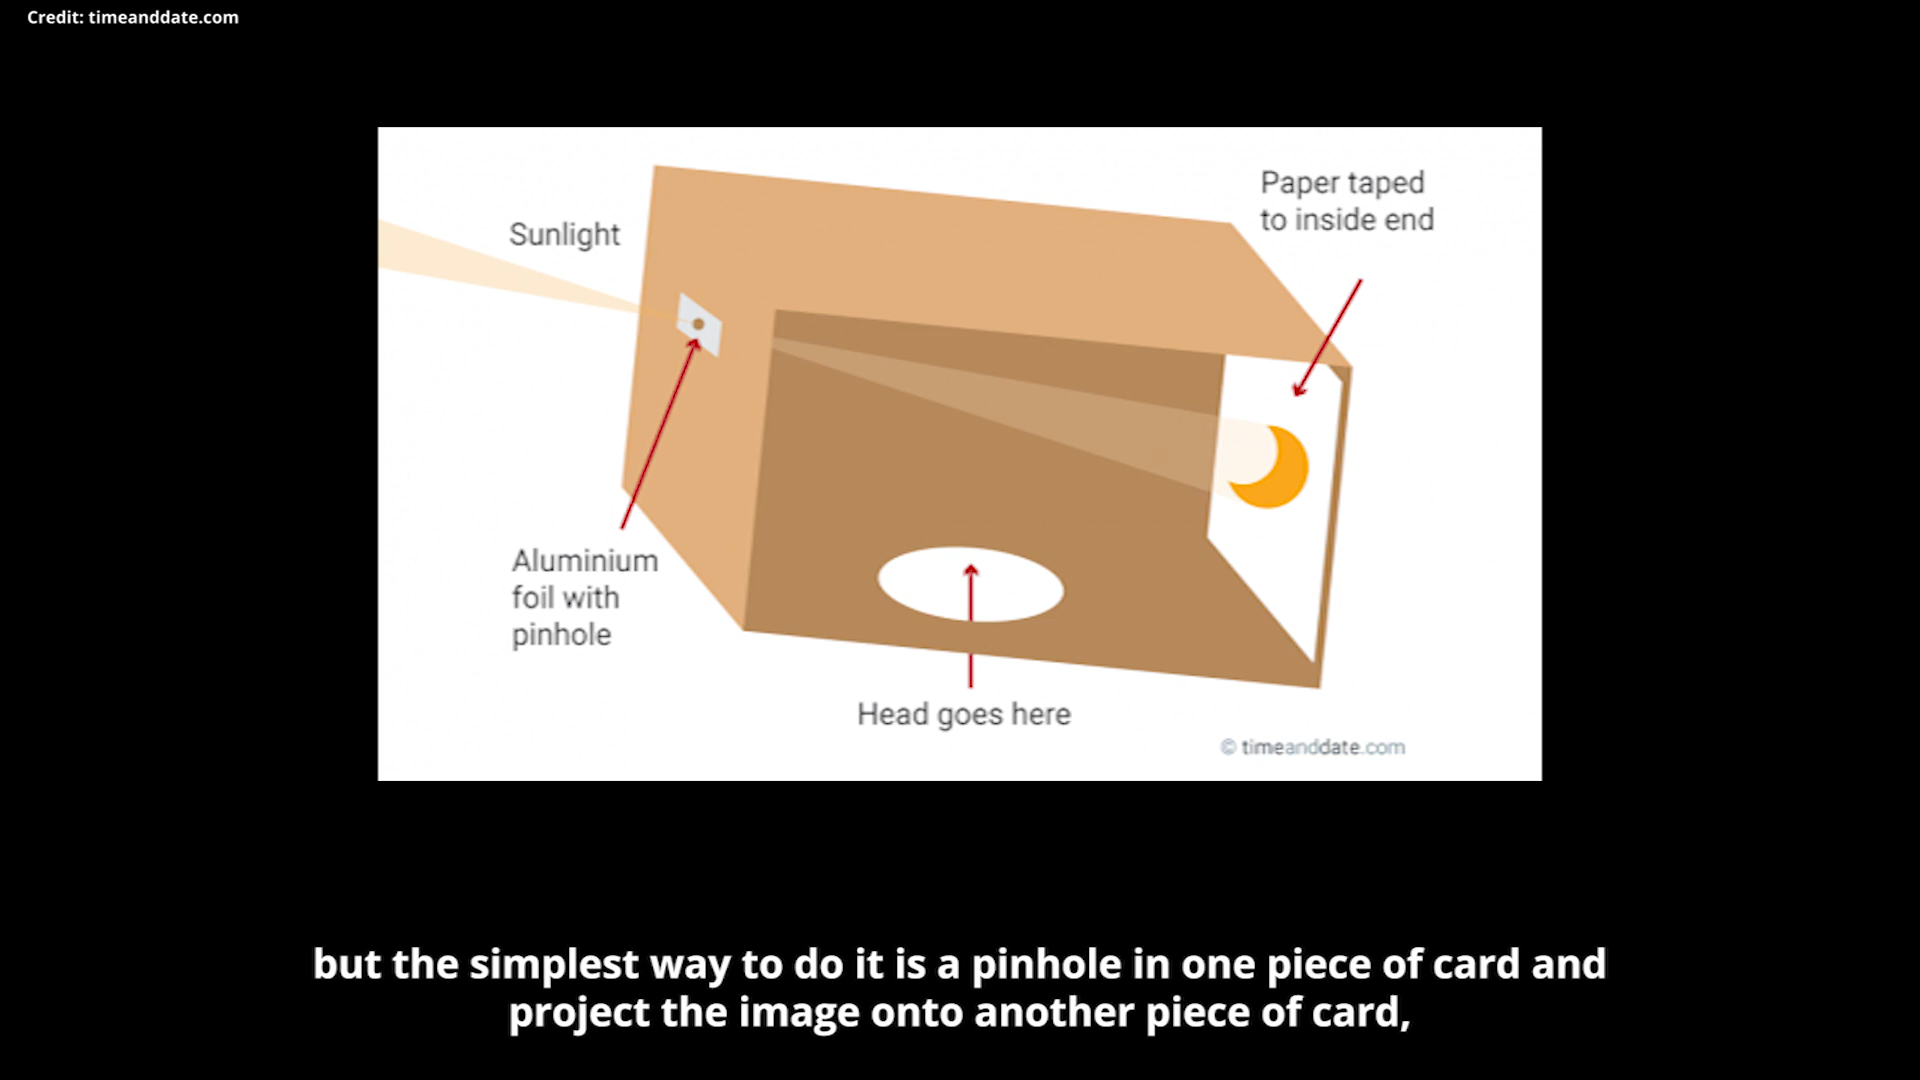 Credit: timeanddate.com
Paper taped
to inside end
Sunlight
Aluminium
foil with
pinhole
Head goes here
© timeanddate.com
but the simplest way to do it is a pinhole in one piece of card and
project the image onto another piece of card,